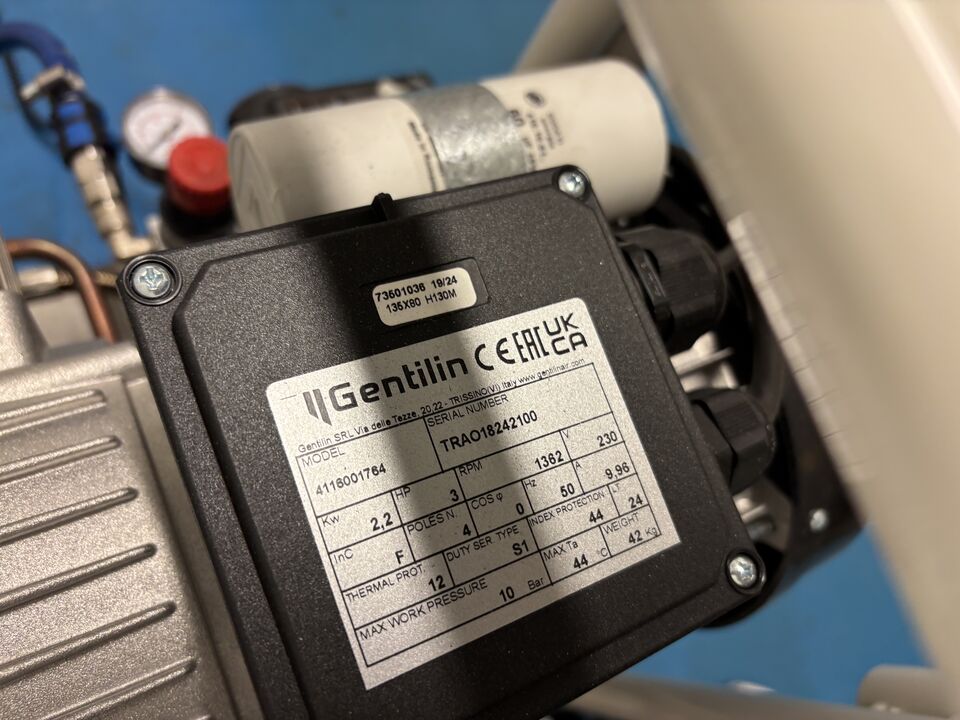 73501036 19/24
135X80 H130M
Gentilin CE EAC UK CA
Gentilin SRL Via delle Tezze, 20,22 - TRISSINO(VI) Italy www.gentilinair.com
MODEL SERIAL NUMBER
4116001764 TRAO18242100
Kw 2,2 HP 3 RPM 1362 V 230
InC F POLES N. 4 COS φ 0 Hz 50 A 9,96
THERMAL PROT. 12 DUTY SER. TYPE S1 INDEX PROTECTION 44 LT 24
MAX WORK PRESSURE 10 Bar MAX Ta 44 °C WEIGHT 42 Kg